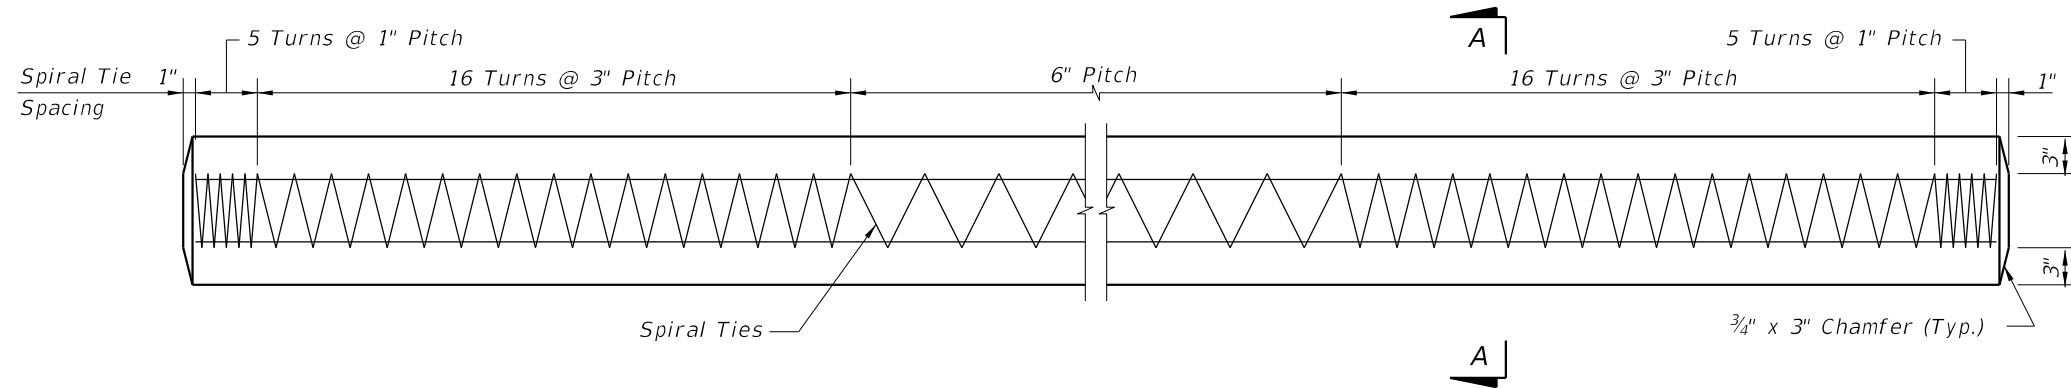 5 Turns @ 1" Pitch
A
5 Turns @ 1" Pitch
Spiral Tie
Spacing
1"
16 Turns @ 3" Pitch
6" Pitch
16 Turns @ 3" Pitch
1"
3"
3"
Spiral Ties
¾" x 3" Chamfer (Typ.)
A